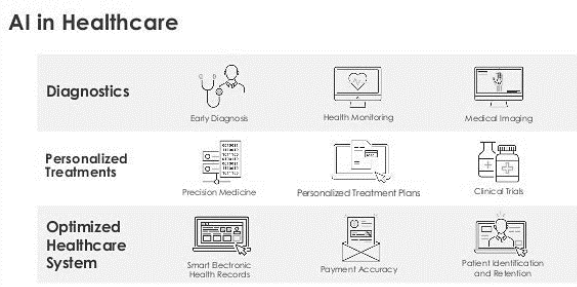 AI in Healthcare
Diagnostics
Early Diagnosis
Health Monitoring
Medical Imaging
Personalized
Treatments
Precision Medicine
Personalized Treatment Plans
Clinical Trials
Optimized
Healthcare
System
Smart Electronic
Health Records
Payment Accuracy
Patient Identification
and Retention